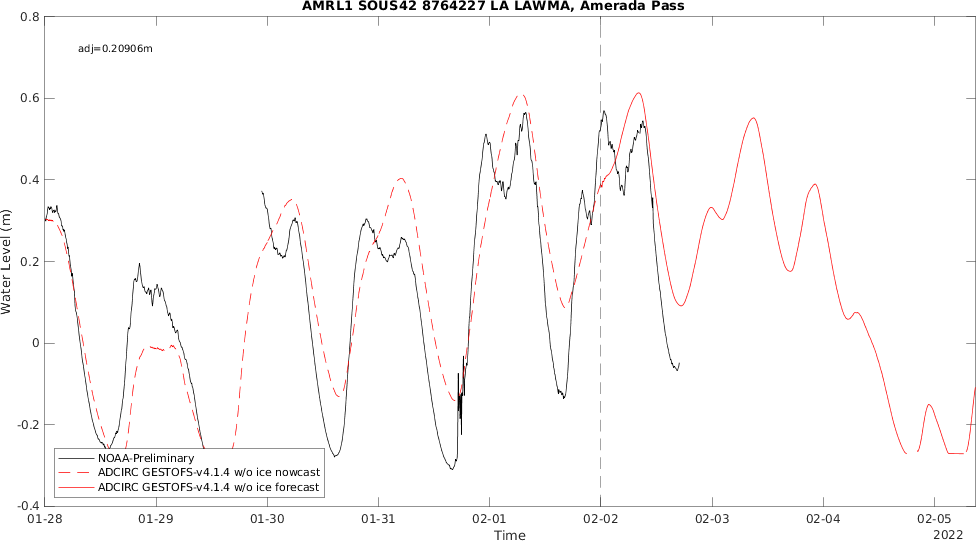 AMRL1 SOUS42 8764227 LA LAWMA, Amerada Pass
adj=0.20906m
0.8
0.6
0.4
0.2
0
-0.2
-0.4
Water Level (m)
NOAA-Preliminary
ADCIRC GESTOFS-v4.1.4 w/o ice nowcast
ADCIRC GESTOFS-v4.1.4 w/o ice forecast
01-28 01-29 01-30 01-31 02-01 02-02 02-03 02-04 02-05
Time
2022